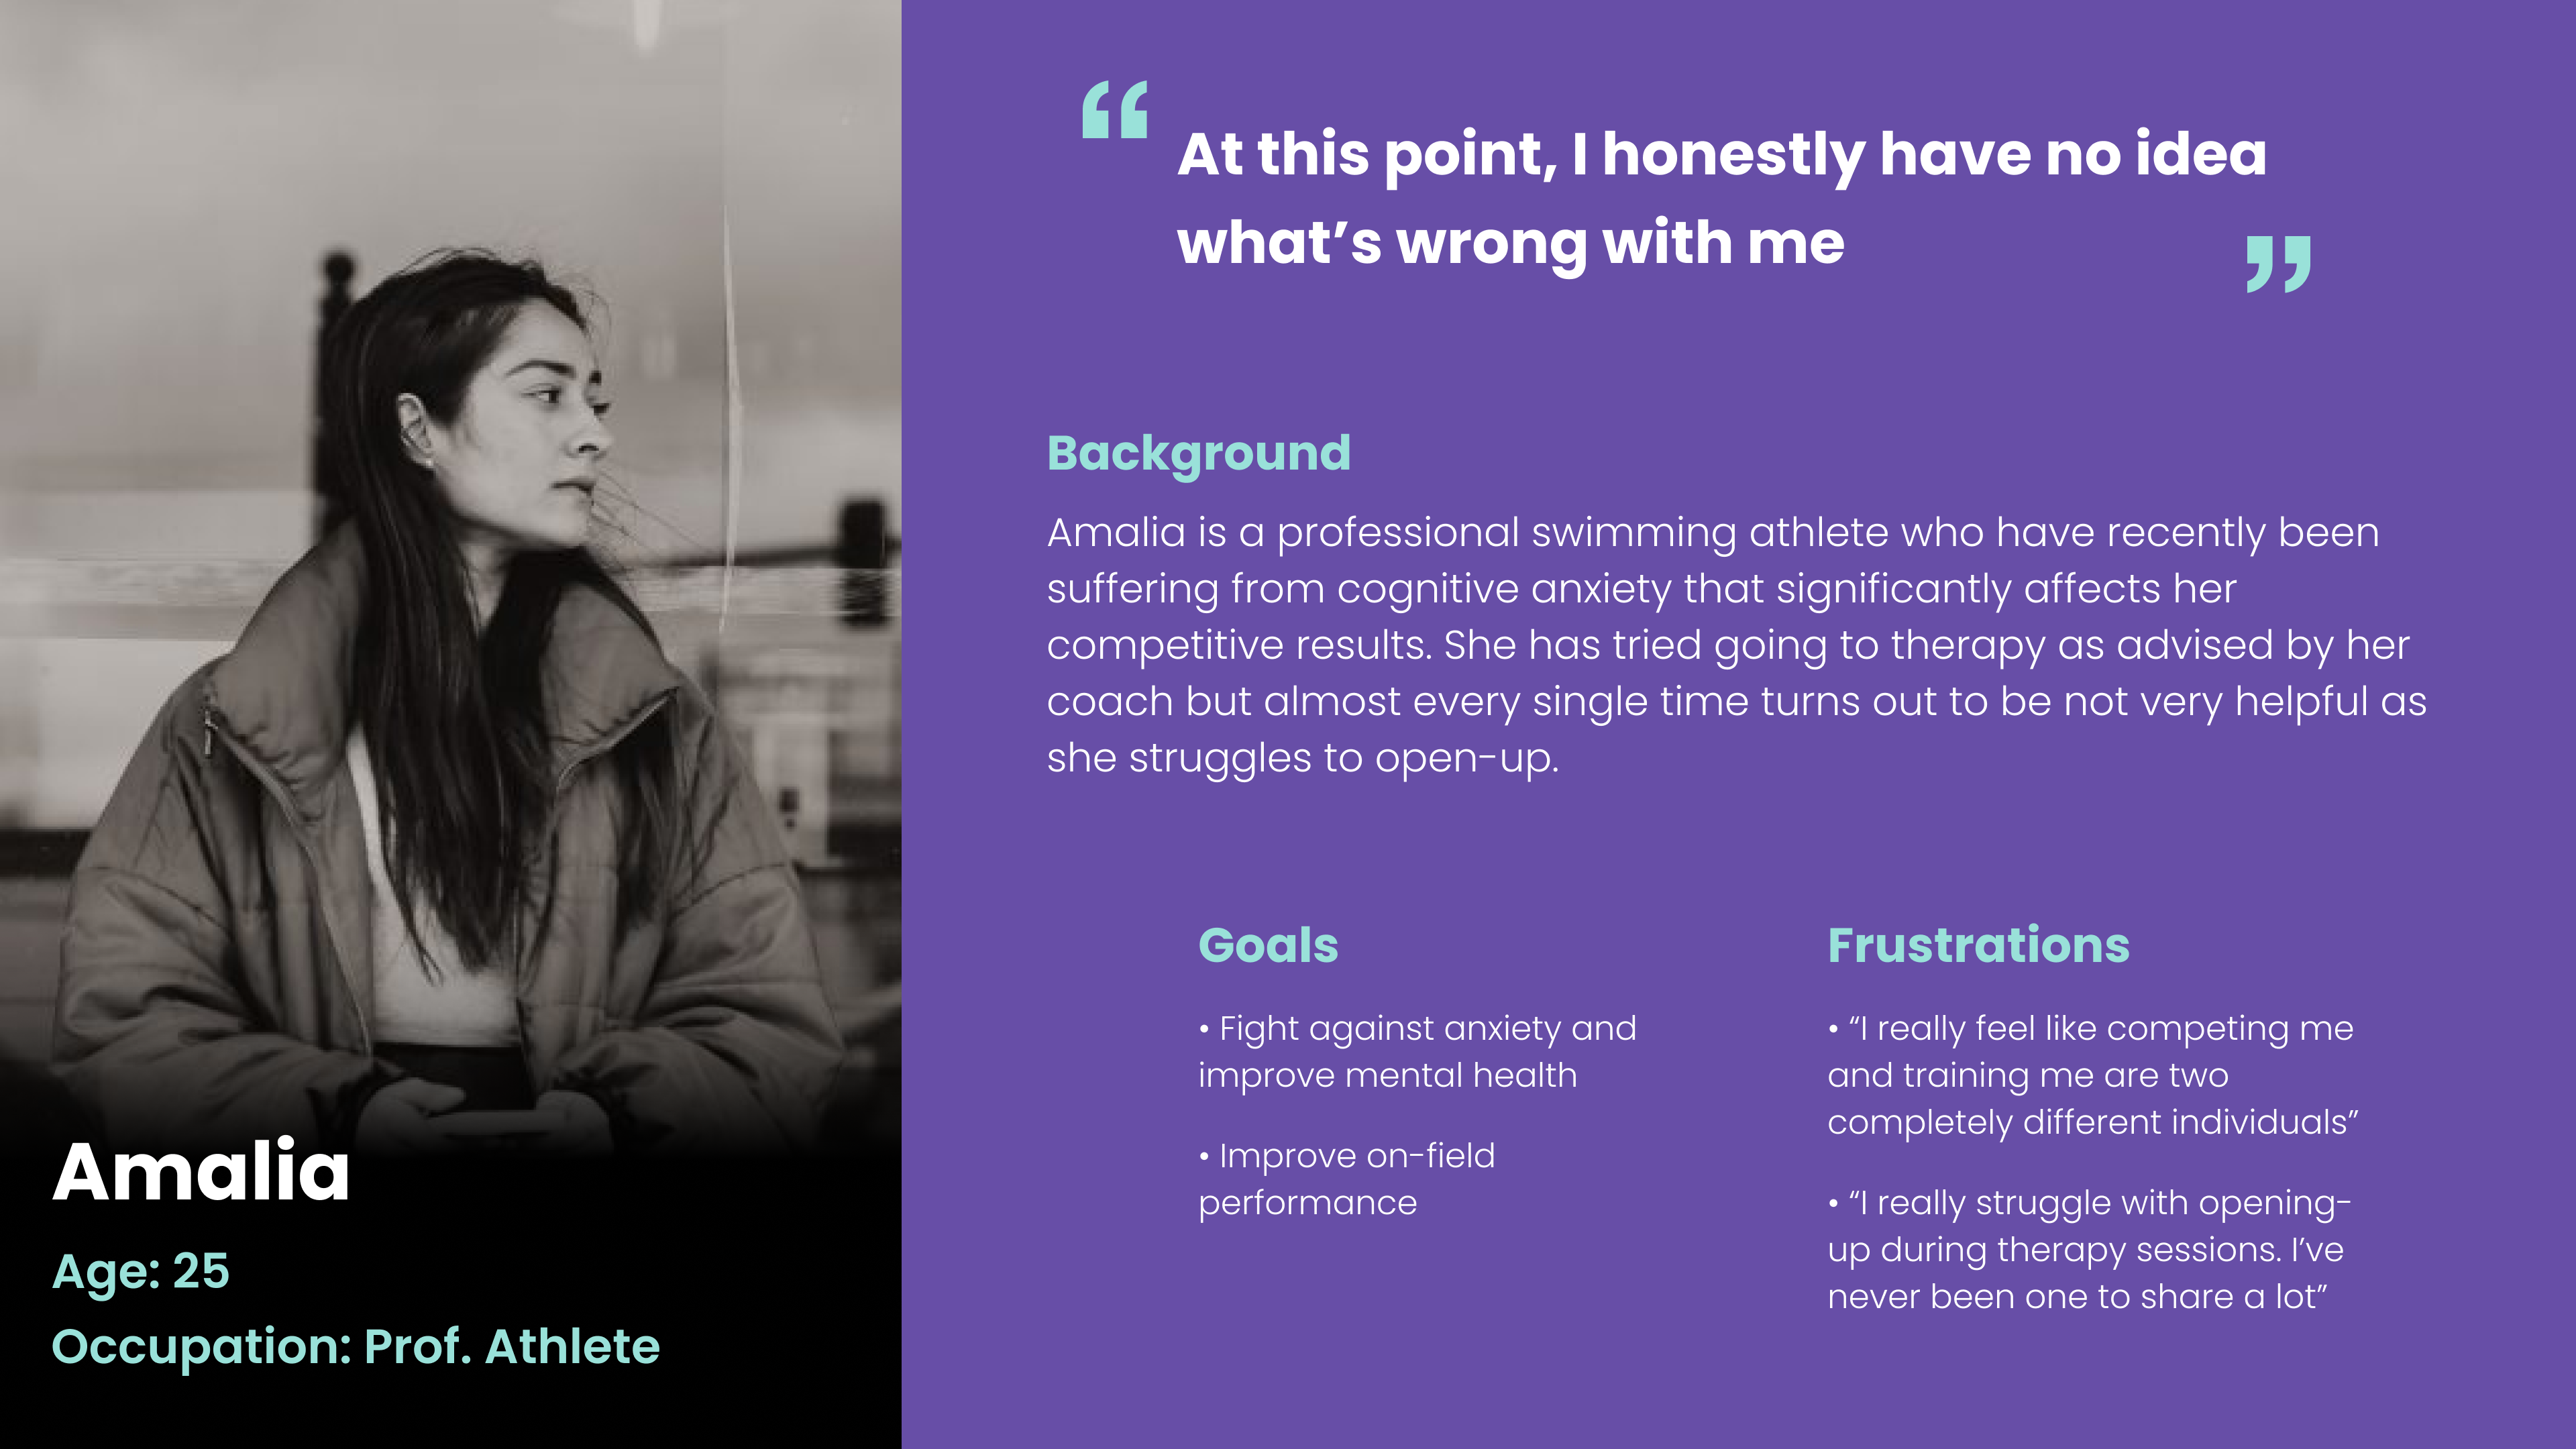 “
At this point, I honestly have no idea
what’s wrong with me
”
Background
Amalia is a professional swimming athlete who have recently been
suffering from cognitive anxiety that significantly affects her
competitive results. She has tried going to therapy as advised by her
coach but almost every single time turns out to be not very helpful as
she struggles to open-up.
Goals
• Fight against anxiety and
improve mental health
• Improve on-field
performance
Frustrations
• “I really feel like competing me
and training me are two
completely different individuals”
• “I really struggle with opening-
up during therapy sessions. I’ve
never been one to share a lot”
Amalia
Age: 25
Occupation: Prof. Athlete